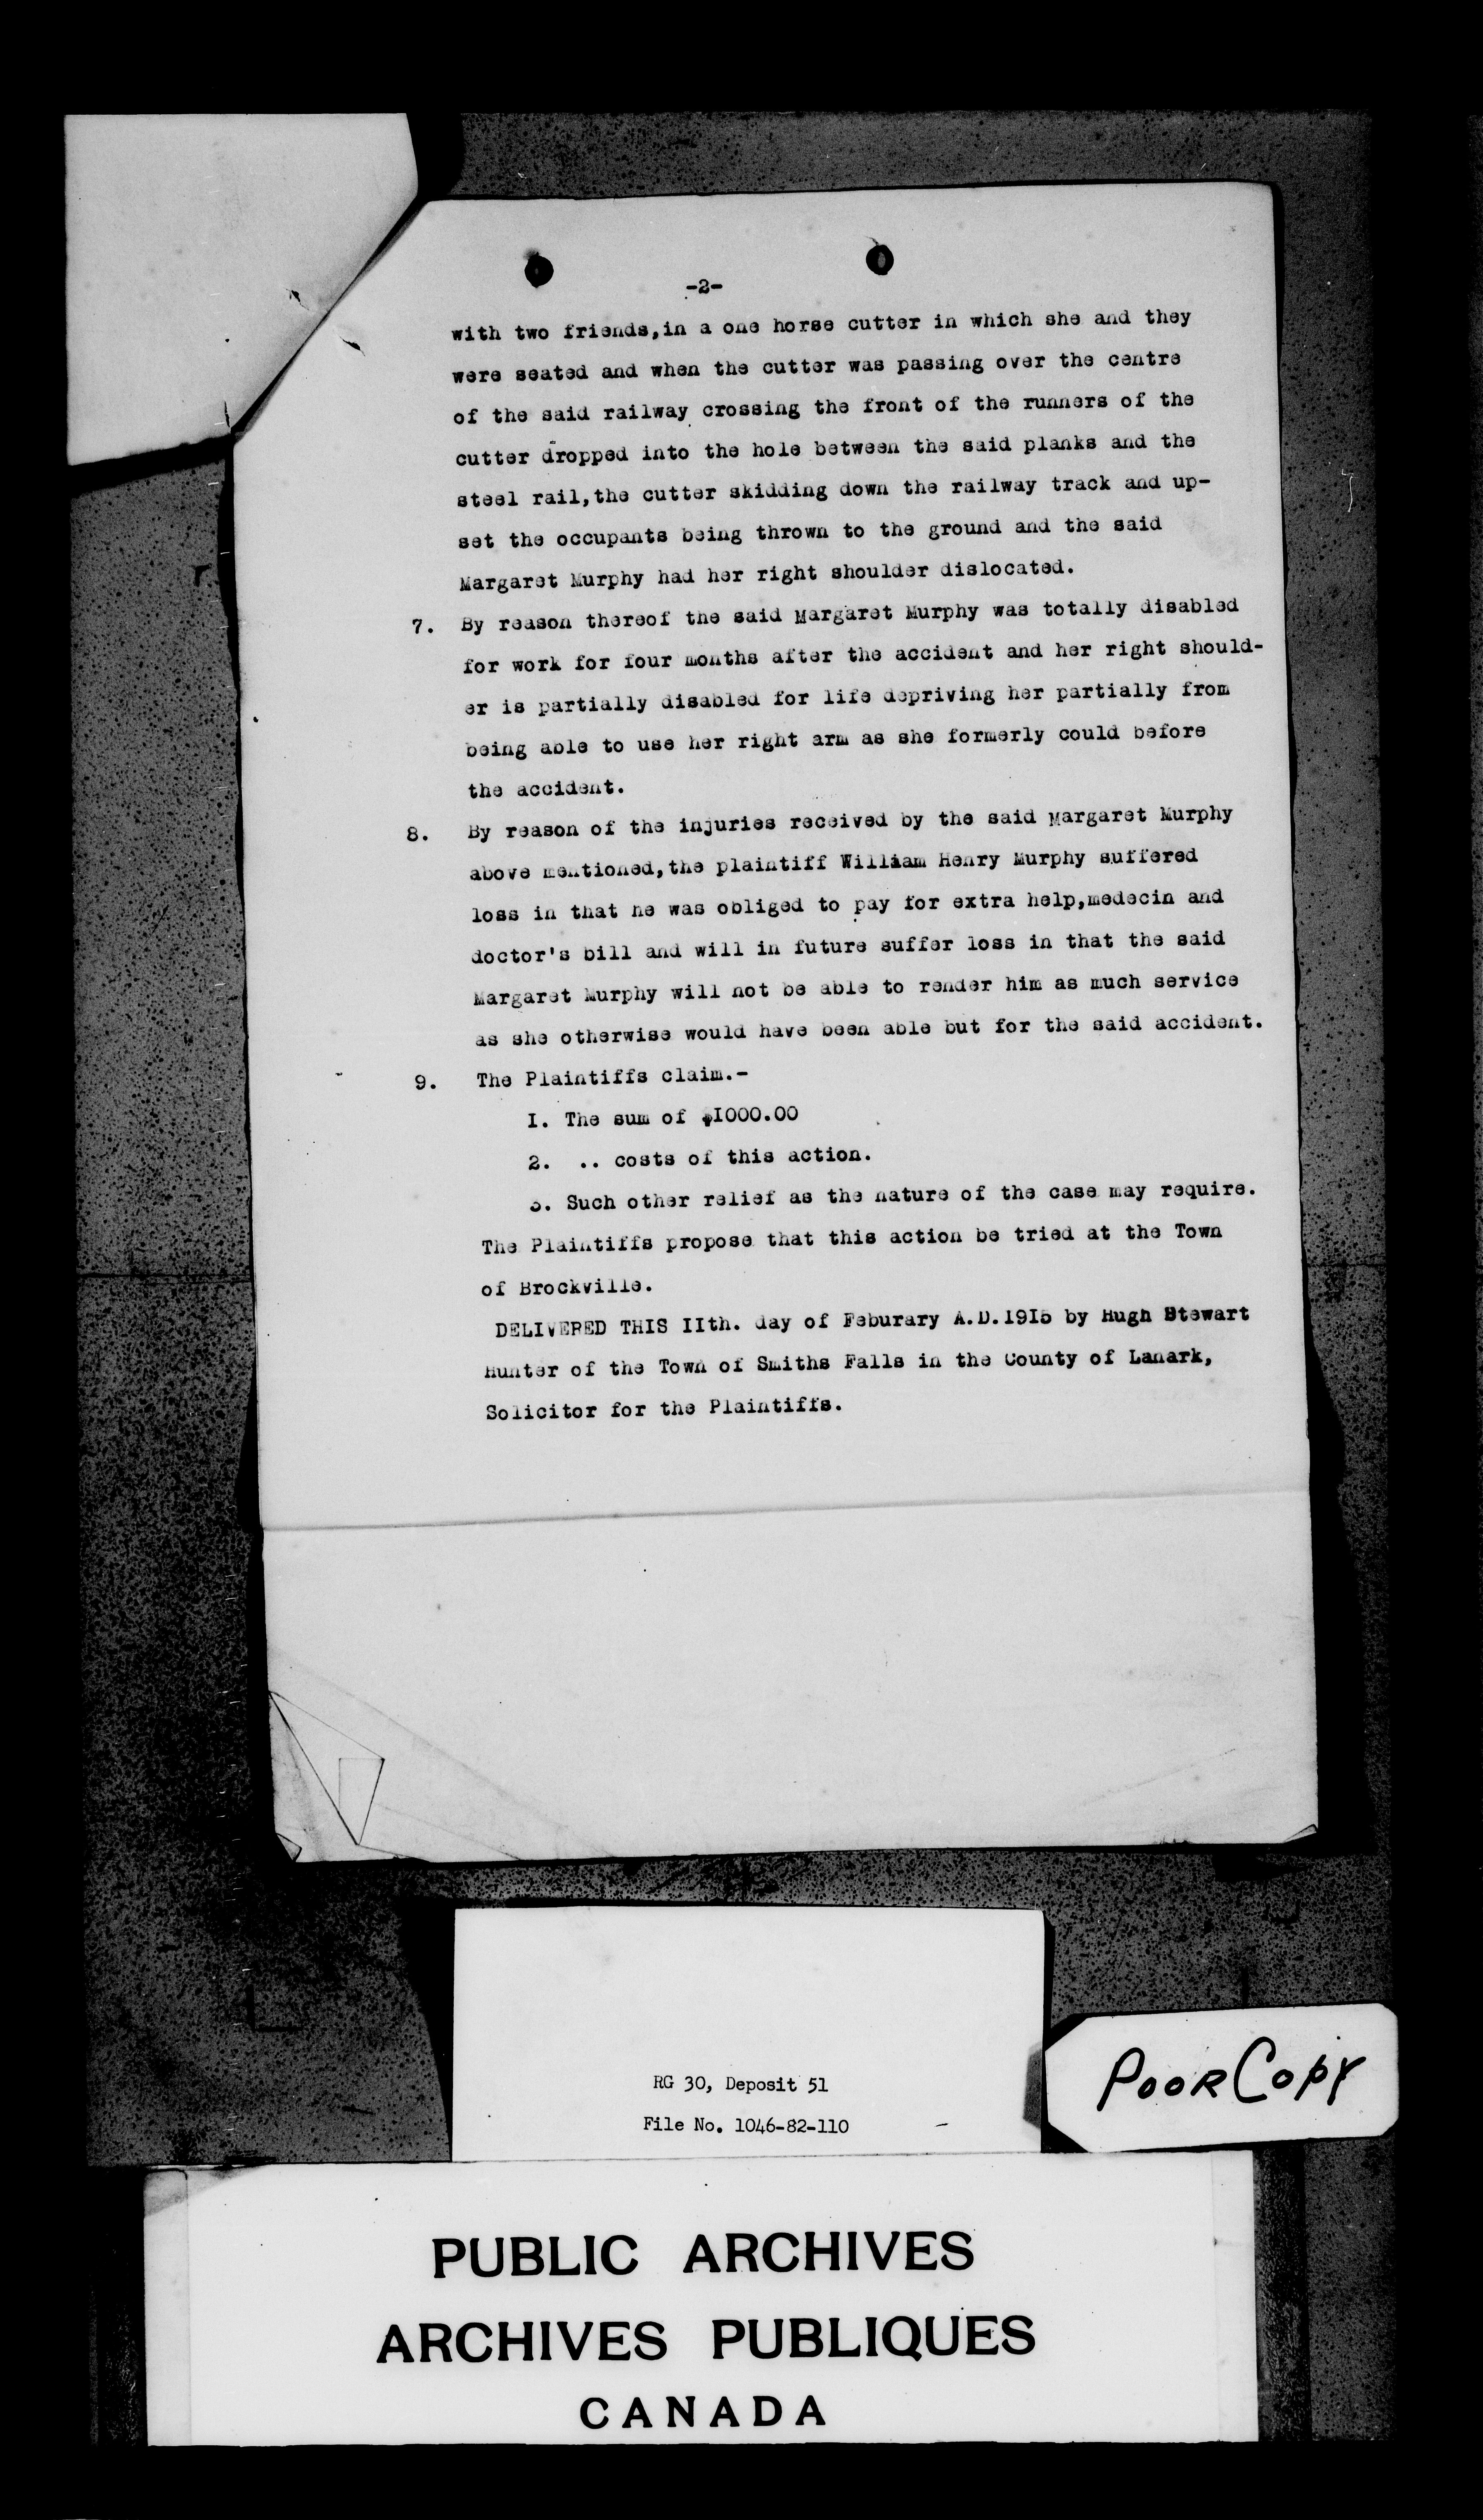 -2-
with two friends,in a one horse cutter in which she and they
were seated and when the cutter was passing over the centre
of the said railway crossing the front of the runners of the
cutter dropped into the hole between the said planks and the
steel rail,the cutter skidding down the railway track and up-
set the occupants being thrown to the ground and the said
Margaret Murphy had her right shoulder dislocated.
7. By reason thereof the said Margaret Murphy was totally disabled
for work for four months after the accident and her right should-
er is partially disabled for life depriving her partially from
being able to use her right arm as she formerly could before
the accident.
8. By reason of the injuries received by the said Margaret Murphy
above mentioned,the plaintiff William Henry Murphy suffered
loss in that he was obliged to pay for extra help,medecin and
doctor's bill and will in future suffer loss in that the said
Margaret Murphy will not be able to render him as much service
as she otherwise would have been able but for the said accident.
9. The Plaintiffs claim.-
I. The sum of $I000.00
2. .. costs of this action.
3. Such other relief as the nature of the case may require.
The Plaintiffs propose that this action be tried at the Town
of Brockville.
DELIVERED THIS IIth. day of Feburary A.D.I9I5 by Hugh Stewart
Hunter of the Town of Smiths Falls in the County of Lanark,
Solicitor for the Plaintiffs.
RG 30, Deposit 51
File No. 1046-82-110
POOR COPY
PUBLIC ARCHIVES
ARCHIVES PUBLIQUES
CANADA